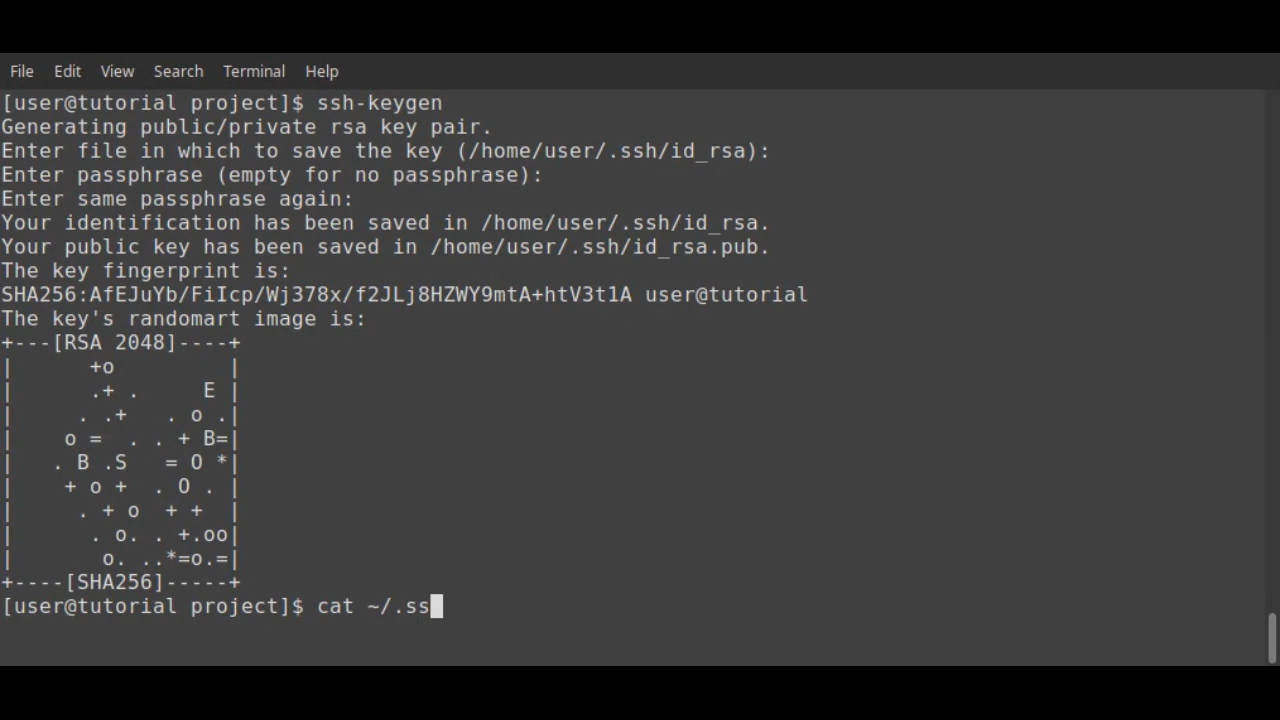 File Edit View Search Terminal Help
[user@tutorial project]$ ssh-keygen
Generating public/private rsa key pair.
Enter file in which to save the key (/home/user/.ssh/id_rsa):
Enter passphrase (empty for no passphrase):
Enter same passphrase again:
Your identification has been saved in /home/user/.ssh/id_rsa.
Your public key has been saved in /home/user/.ssh/id_rsa.pub.
The key fingerprint is:
SHA256:AfEJuYb/FiIcp/Wj378x/f2JLj8HZWY9mtA+htV3t1A user@tutorial
The key's randomart image is:
+---[RSA 2048]----+
|      +o         |
|      .+ .     E |
|     . .+   . o .|
|    o =  . . + B=|
|   . B .S   = O *|
|    + o +  . O . |
|     . + o  + +  |
|      . o. . +.oo|
|       o. ..*=o.=|
+----[SHA256]-----+
[user@tutorial project]$ cat ~/.ss